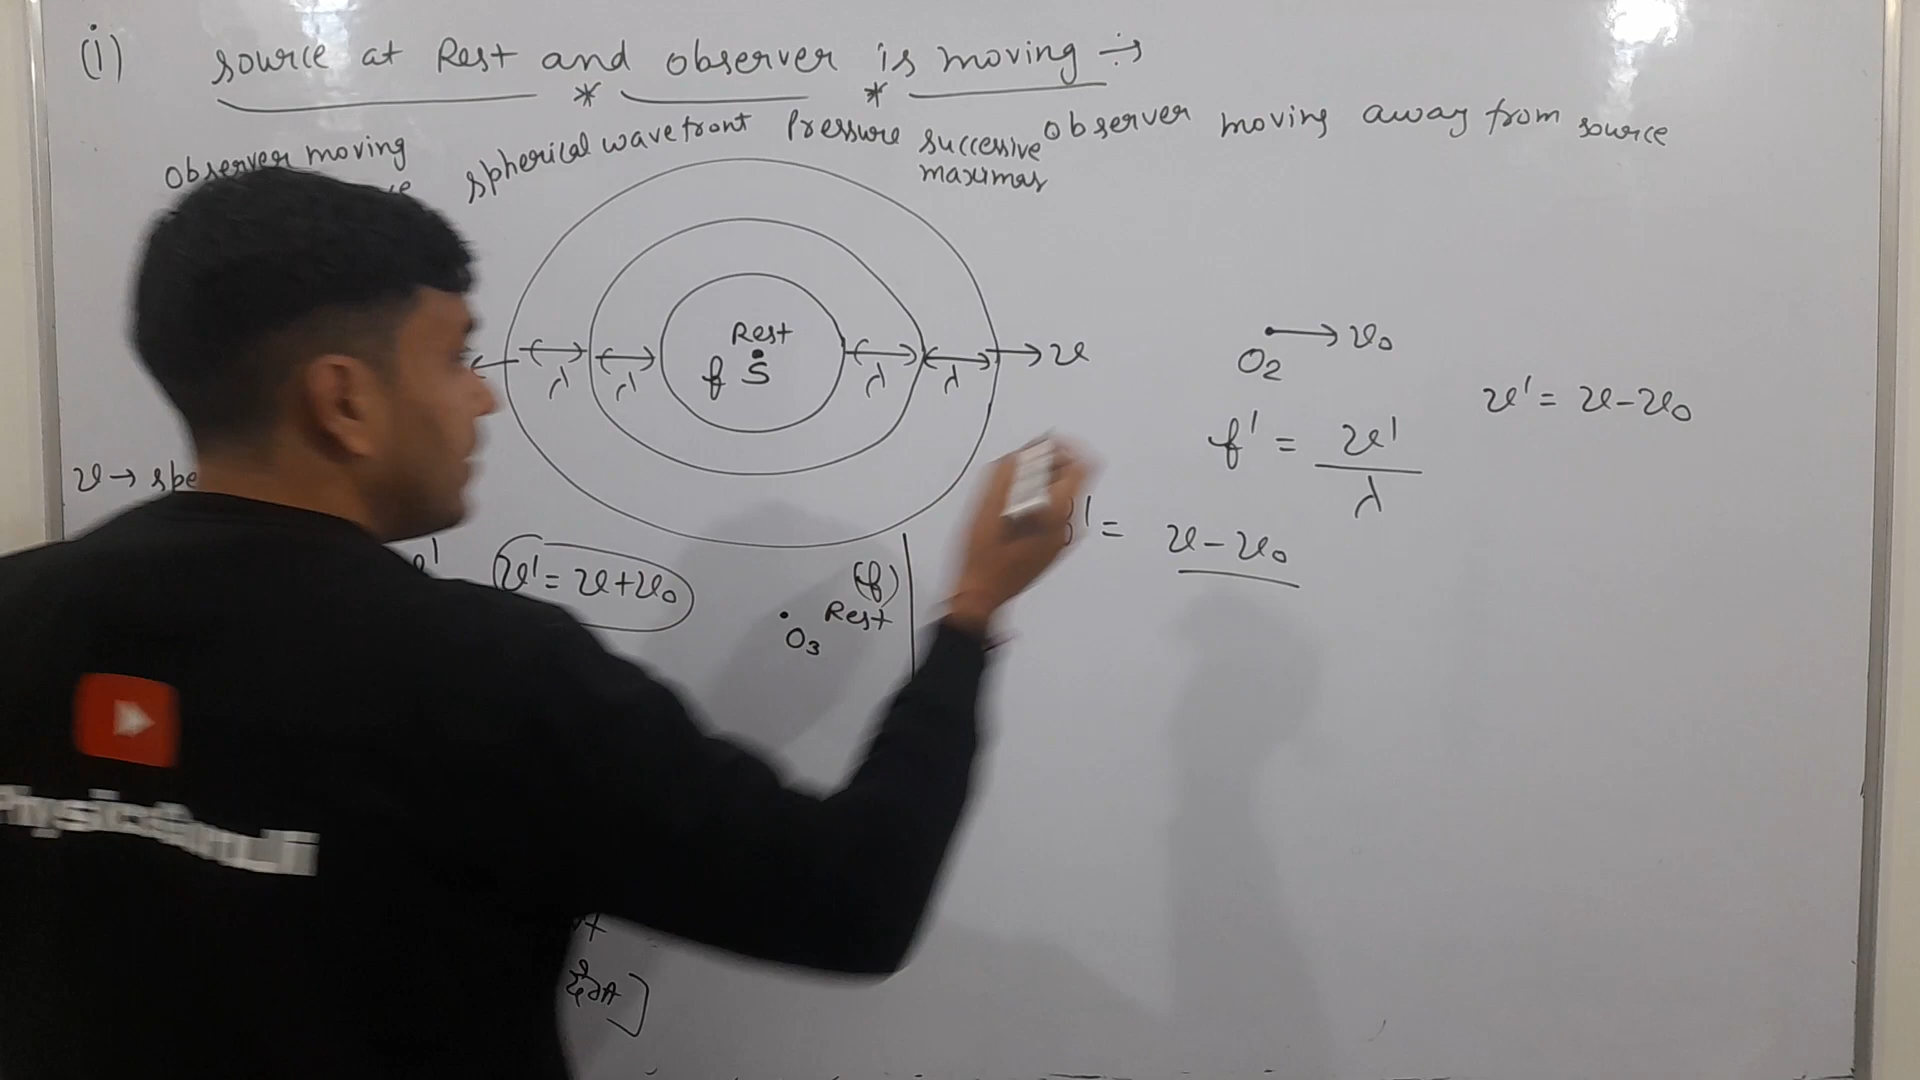 (i) source at Rest and observer is moving :→
* *
observer moving
spherical wavefront Pressure successive maximas
observer moving away from source
Rest
f S
λ λ λ λ
v
O₂ v₀
v' = v - v₀
f' = v' / λ
v → spe
v' = v + v₀
(f)
Rest
O₃
f' = v - v₀